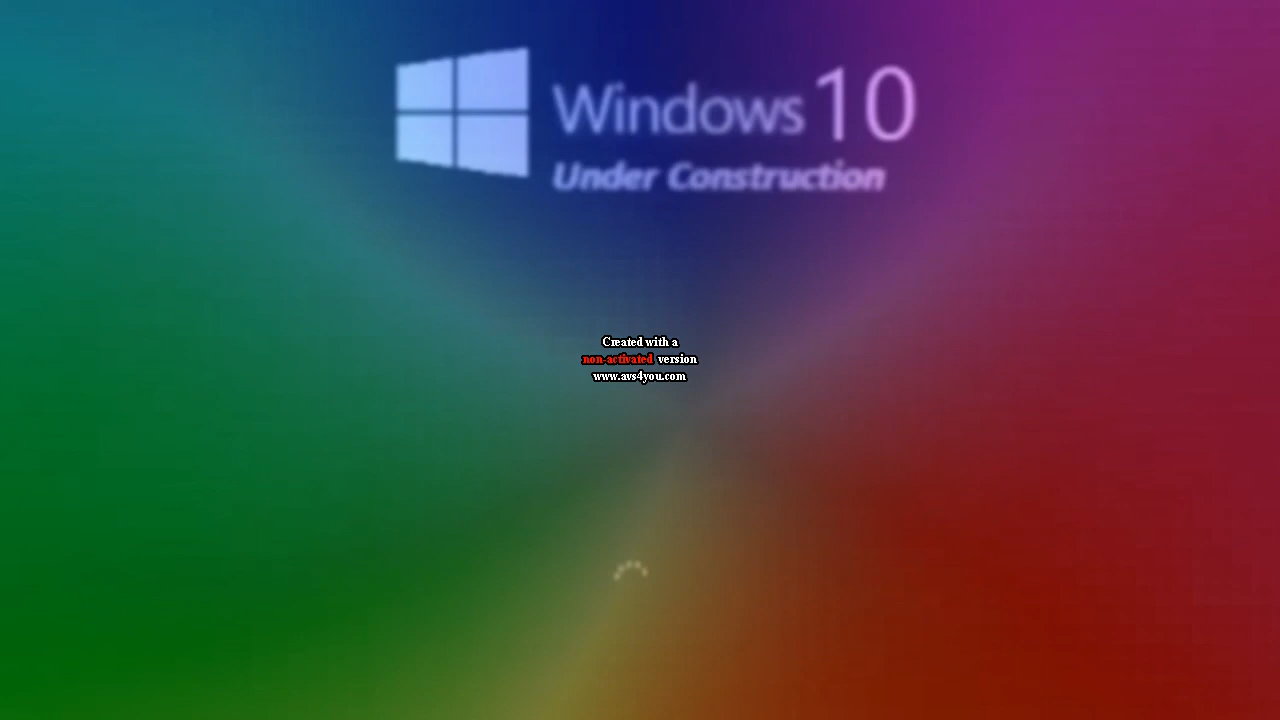 Windows 10
Under Construction
Created with a
non-activated version
www.avs4you.com